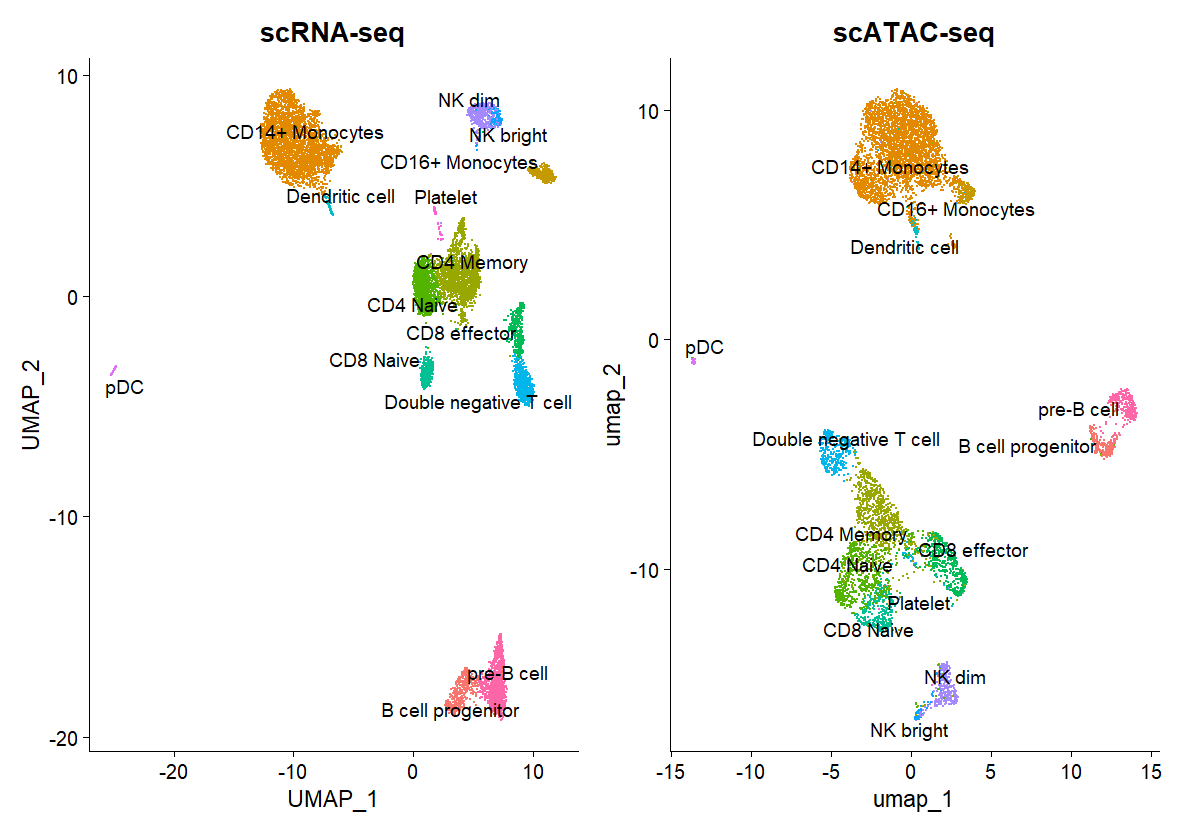 scRNA-seq
10
0
-10
-20
UMAP_2
NK dim
CD14+ Monocytes
NK bright
CD16+ Monocytes
Dendritic cell
Platelet
CD4 Memory
CD4 Naive
CD8 effector
CD8 Naive
pDC
Double negative T cell
pre-B cell
B cell progenitor
-20
-10
0
10
UMAP_1
scATAC-seq
10
0
-10
umap_2
CD14+ Monocytes
CD16+ Monocytes
Dendritic cell
pDC
pre-B cell
Double negative T cell
B cell progenitor
CD4 Memory
CD8 effector
CD4 Naive
Platelet
CD8 Naive
NK dim
NK bright
-15
-10
-5
0
5
10
15
umap_1